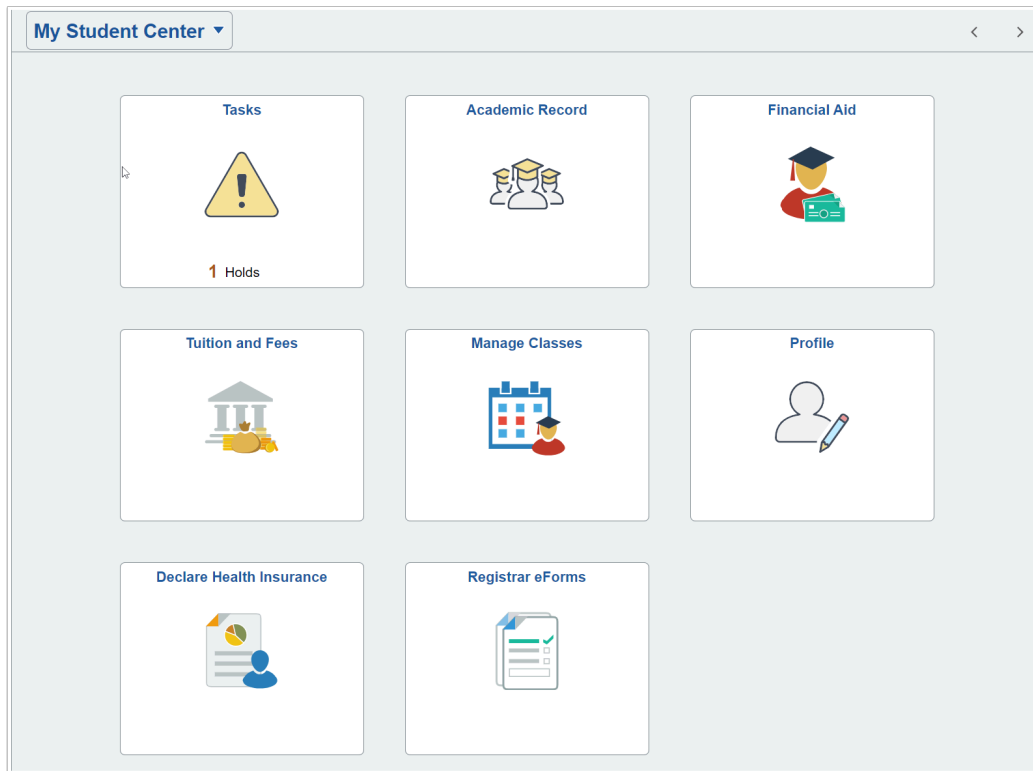 My Student Center
Tasks
Academic Record
Financial Aid
1 Holds
Tuition and Fees
Manage Classes
Profile
Declare Health Insurance
Registrar eForms